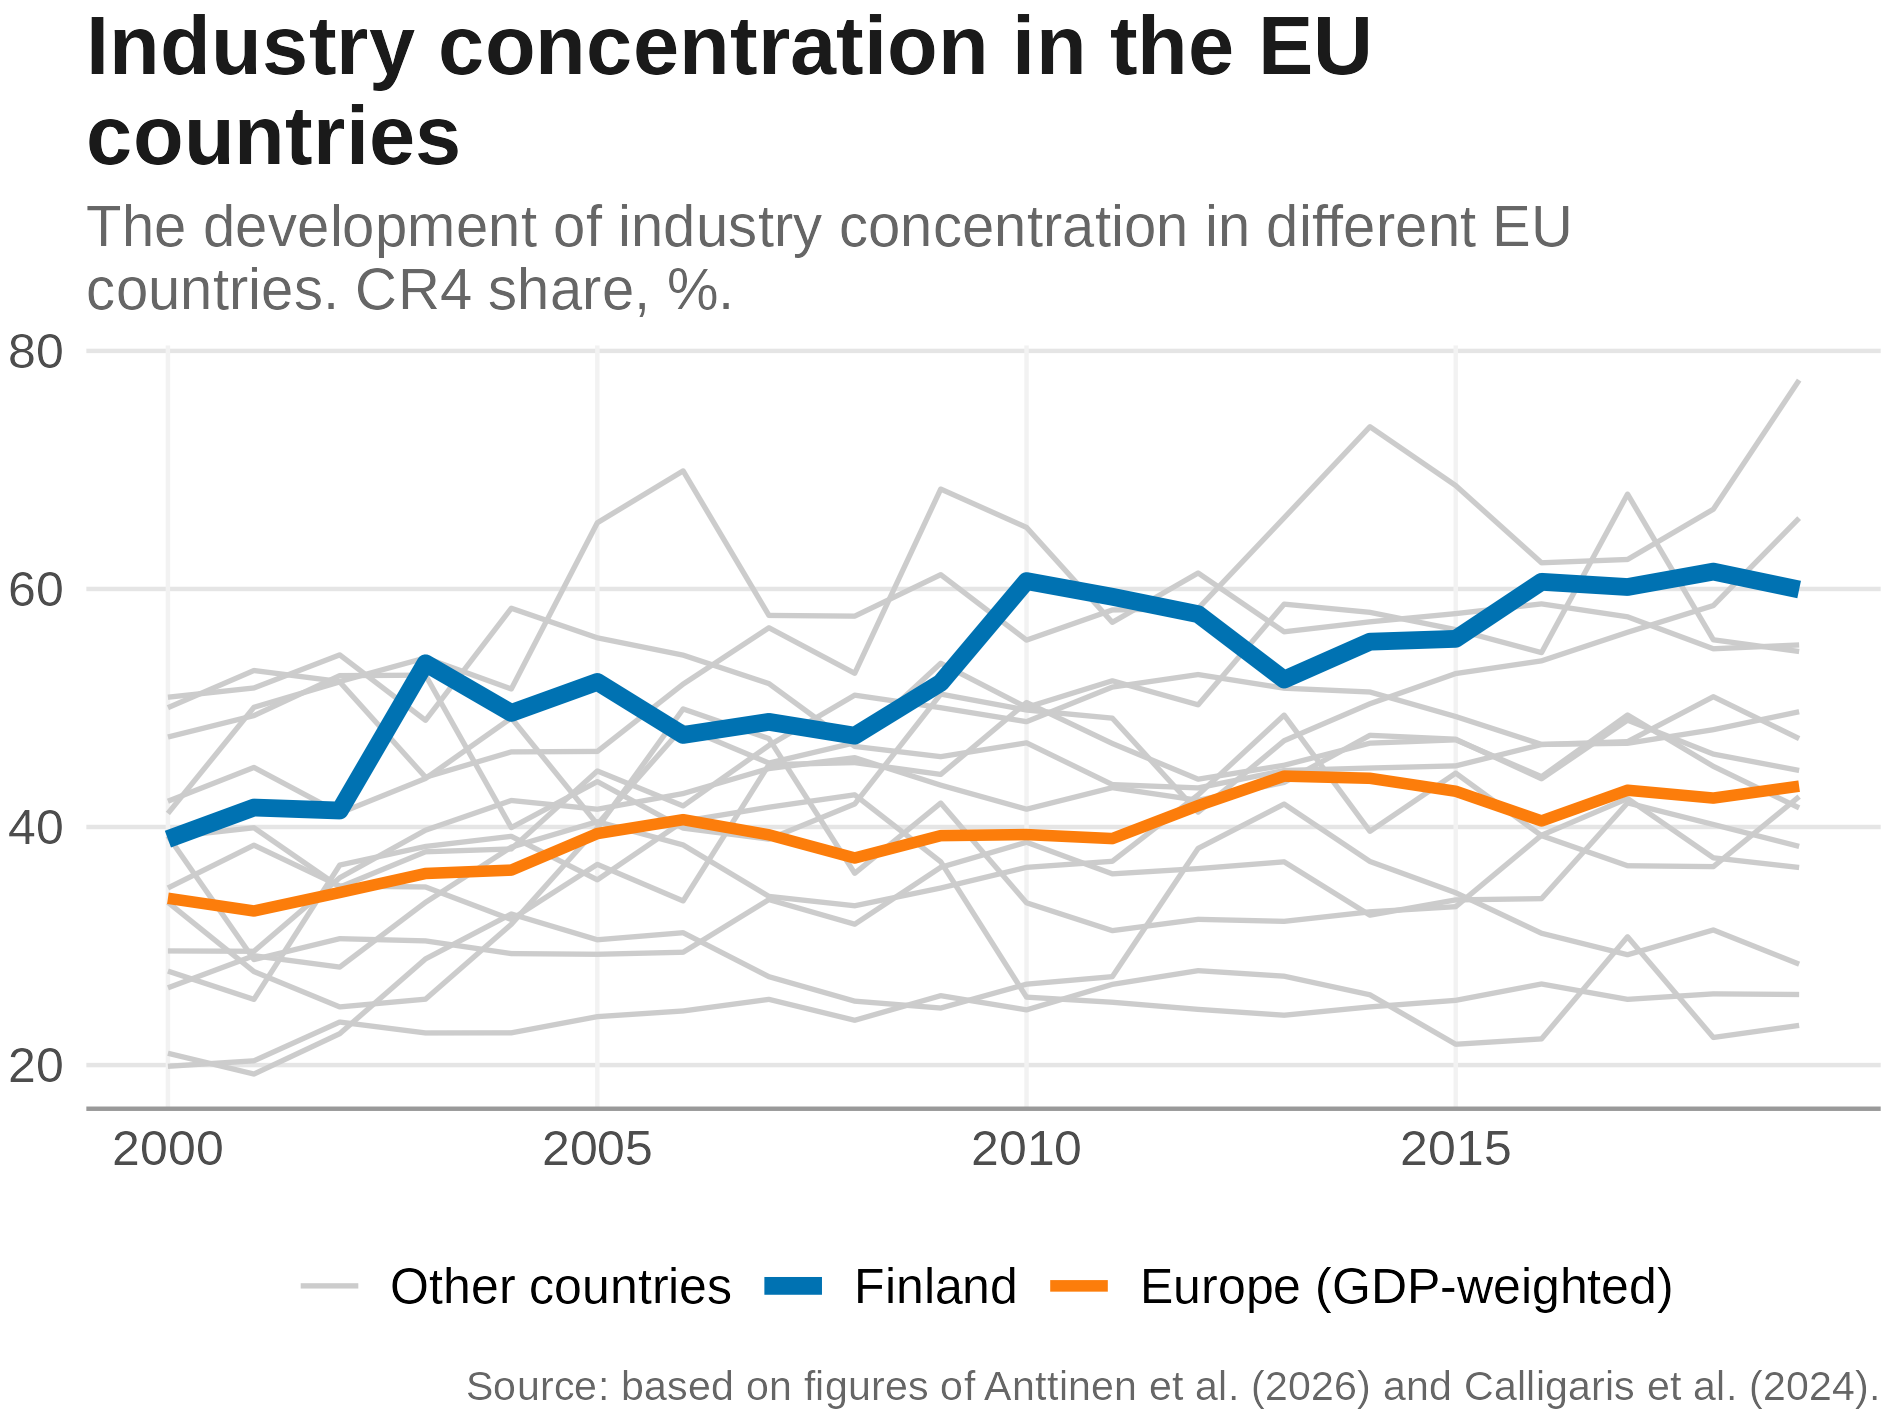 Industry concentration in the EU
countries
The development of industry concentration in different EU
countries. CR4 share, %.
80
60
40
20
2000 2005 2010 2015
Other countries Finland Europe (GDP-weighted)
Source: based on figures of Anttinen et al. (2026) and Calligaris et al. (2024).